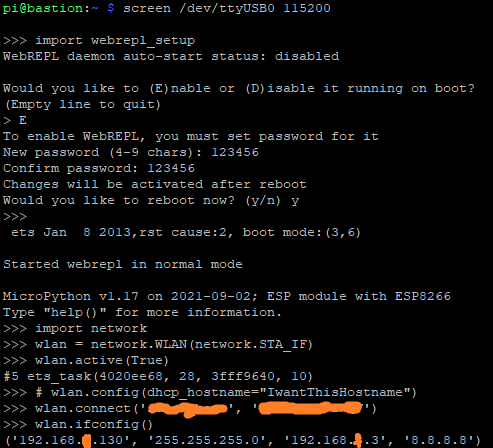 pi@bastion:~ $ screen /dev/ttyUSB0 115200
>>> import webrepl_setup
WebREPL daemon auto-start status: disabled
Would you like to (E)nable or (D)isable it running on boot?
(Empty line to quit)
> E
To enable WebREPL, you must set password for it
New password (4-9 chars): 123456
Confirm password: 123456
Changes will be activated after reboot
Would you like to reboot now? (y/n) y
>>>
ets Jan  8 2013,rst cause:2, boot mode:(3,6)
Started webrepl in normal mode
MicroPython v1.17 on 2021-09-02; ESP module with ESP8266
Type "help()" for more information.
>>> import network
>>> wlan = network.WLAN(network.STA_IF)
>>> wlan.active(True)
#5 ets_task(4020ee68, 28, 3fff9640, 10)
>>> # wlan.config(dhcp_hostname="IwantThisHostname")
>>> wlan.connect('', '')
>>> wlan.ifconfig()
('192.168..130', '255.255.255.0', '192.168..3', '8.8.8.8')